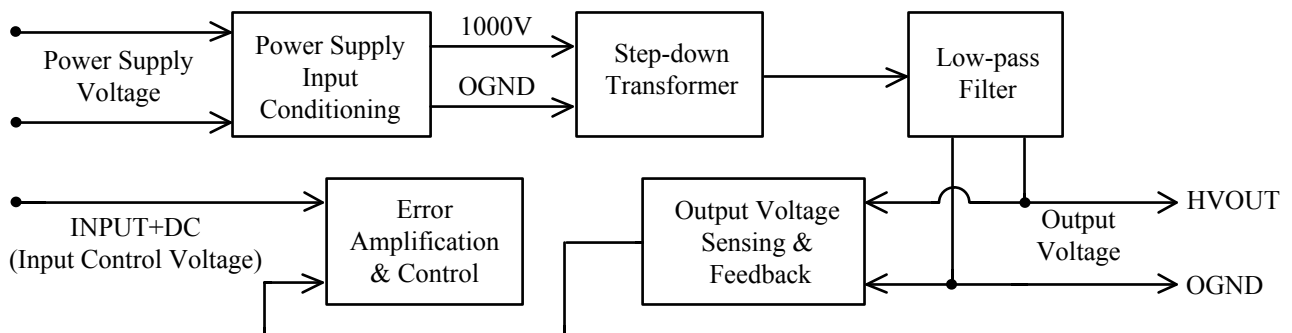 Power Supply
Voltage
Power Supply
Input
Conditioning
1000V
OGND
Step-down
Transformer
Low-pass
Filter
INPUT+DC
(Input Control Voltage)
Error
Amplification
& Control
Output Voltage
Sensing &
Feedback
HVOUT
Output
Voltage
OGND